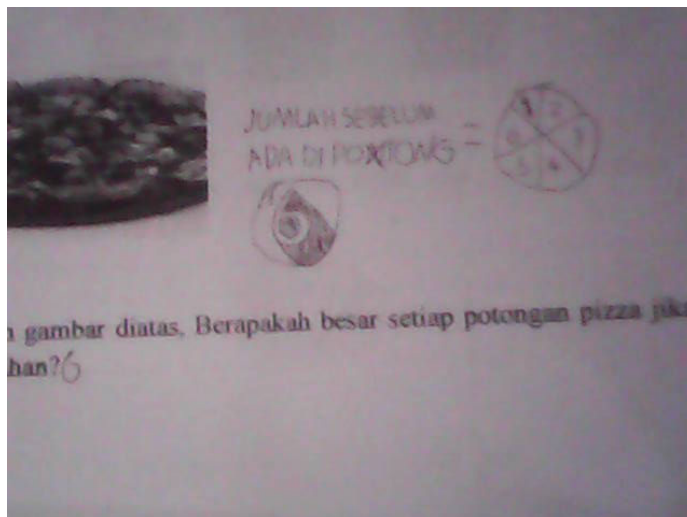 JUMLAH SEBELUM
ADA DI POTONG =
1 2
6 3
5 4
gambar diatas. Berapakah besar setiap potongan pizza jika
han? 6